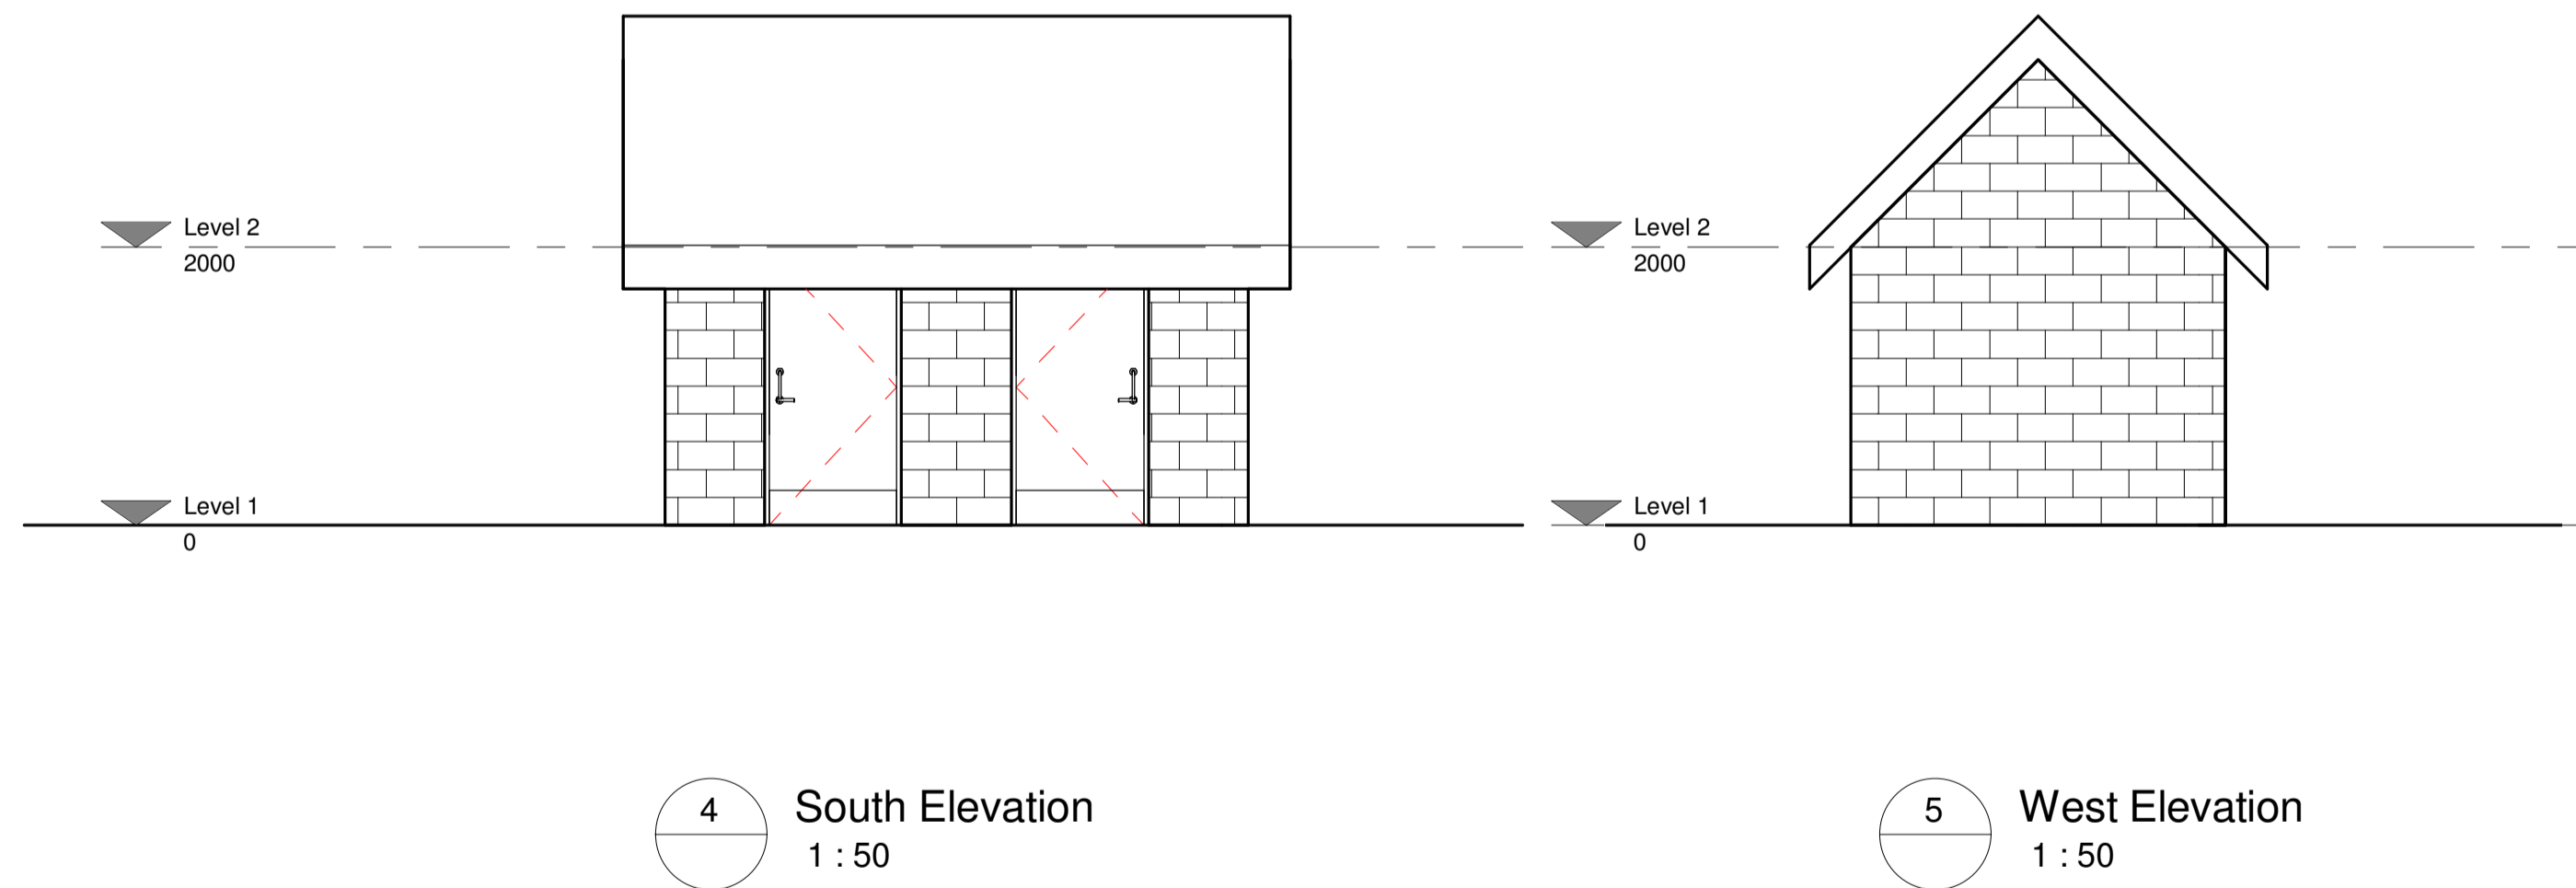 Level 2
2000
Level 1
0
4
South Elevation
1 : 50
Level 2
2000
Level 1
0
5
West Elevation
1 : 50